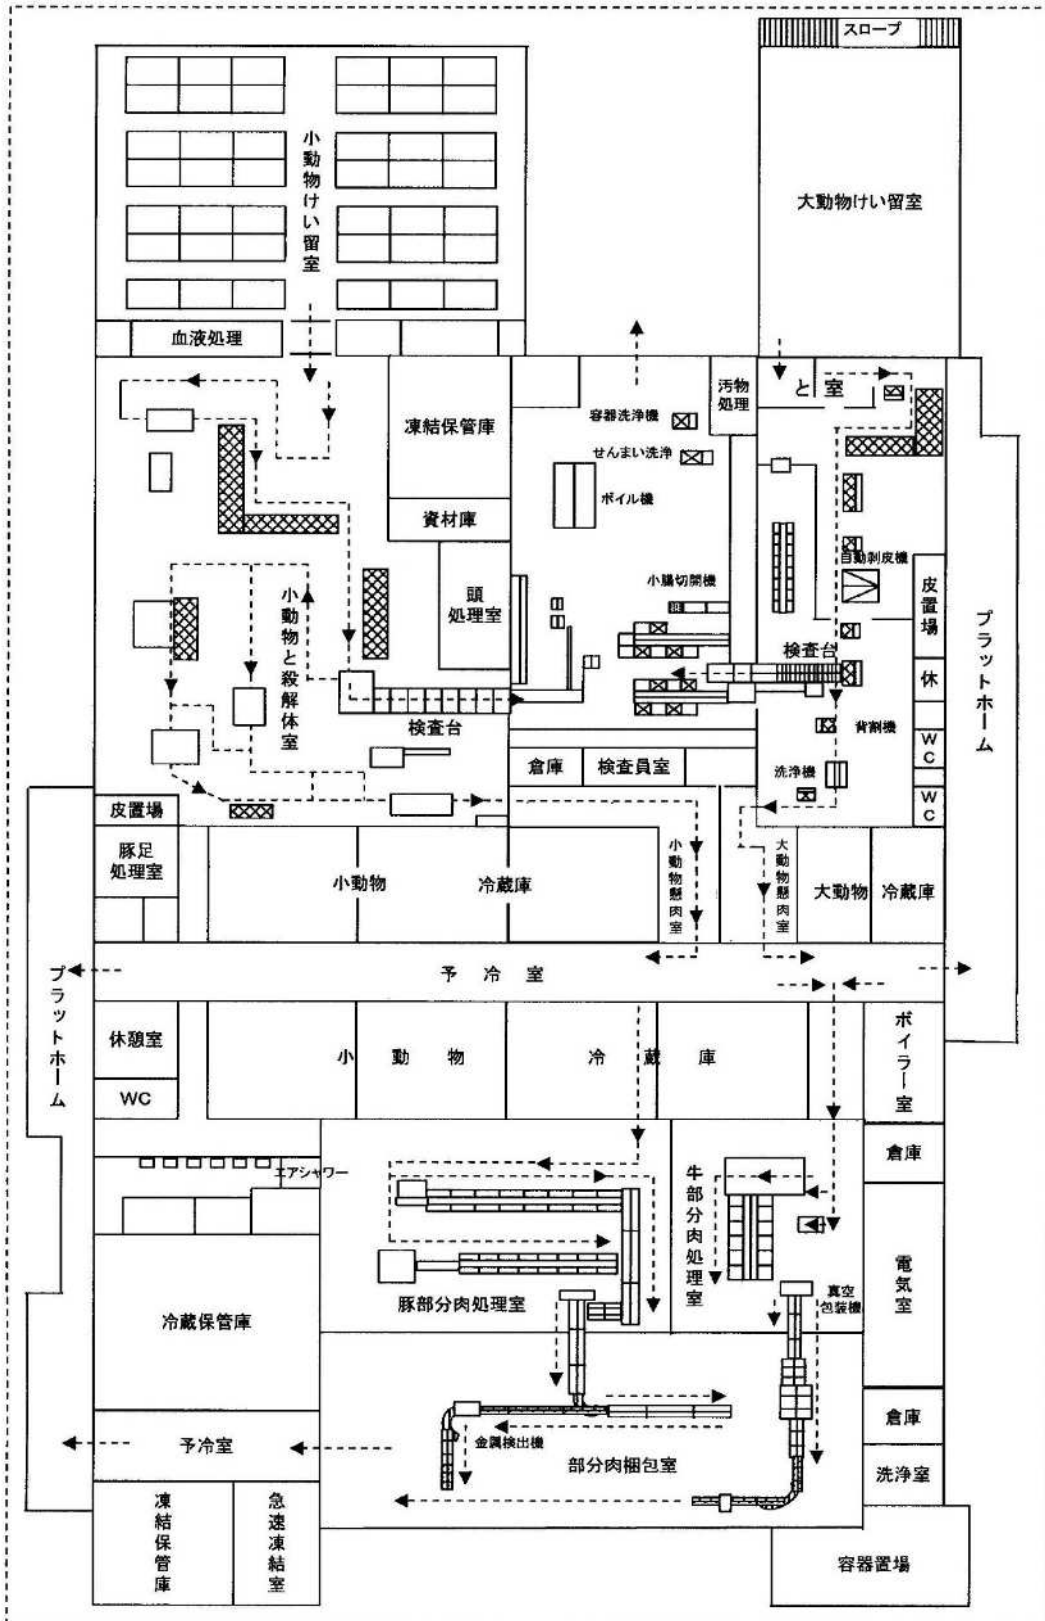 スロープ
小動物けい留室
大動物けい留室
血液処理
と室
汚物
処理
容器洗浄機
凍結保管庫
せんまい洗浄
ボイル機
資材庫
自動剥皮機
小腸切開機
皮置場
頭
処理室
小動物と殺解体室
プラットホーム
検査台
休
検査台
背割機
WC
倉庫
検査員室
洗浄機
WC
皮置場
豚足
処理室
小動物
冷蔵庫
小動物懸肉室
大動物懸肉室
大動物
冷蔵庫
プラットホーム
予冷室
休憩室
小動物
冷蔵庫
ボイラー室
WC
倉庫
エアシャワー
牛部分肉処理室
電気室
冷蔵保管庫
豚部分肉処理室
真空
包装機
倉庫
予冷室
金属検出機
部分肉梱包室
洗浄室
凍結保管庫
急速凍結室
容器置場